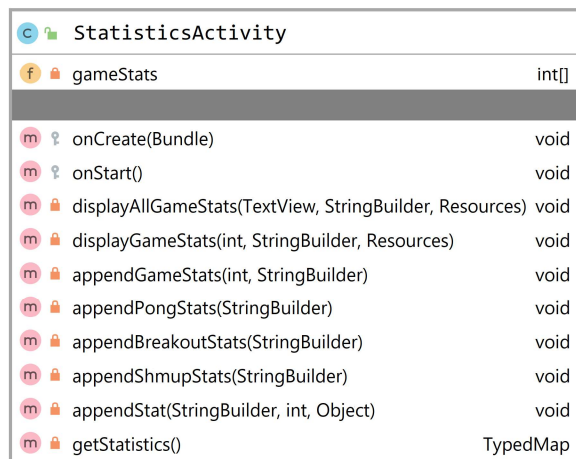 C StatisticsActivity
f gameStats int[]
m onCreate(Bundle) void
m onStart() void
m displayAllGameStats(TextView, StringBuilder, Resources) void
m displayGameStats(int, StringBuilder, Resources) void
m appendGameStats(int, StringBuilder) void
m appendPongStats(StringBuilder) void
m appendBreakoutStats(StringBuilder) void
m appendShmupStats(StringBuilder) void
m appendStat(StringBuilder, int, Object) void
m getStatistics() TypedMap